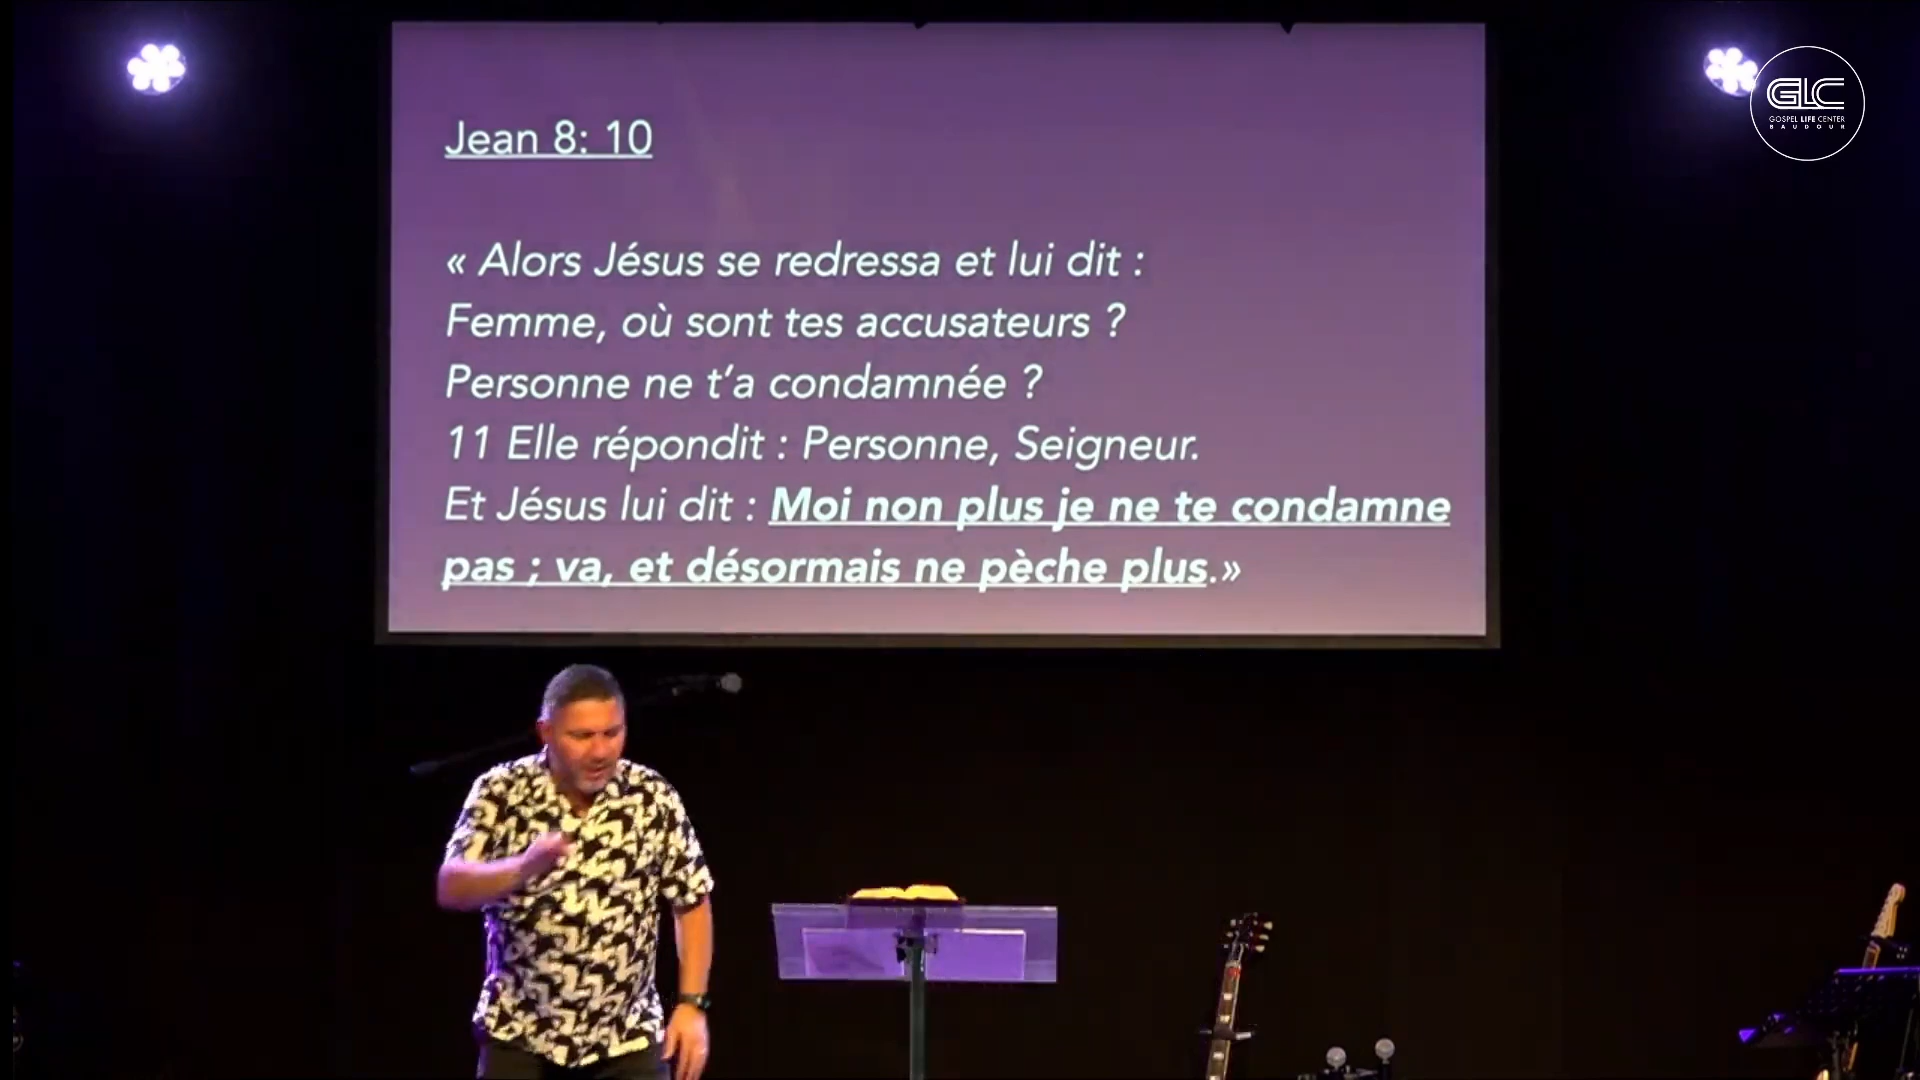 Jean 8: 10
« Alors Jésus se redressa et lui dit :
Femme, où sont tes accusateurs ?
Personne ne t’a condamnée ?
11 Elle répondit : Personne, Seigneur.
Et Jésus lui dit : Moi non plus je ne te condamne
pas ; va, et désormais ne pèche plus.»
GLC
GOSPEL LIFE CENTER
BAUDOUR